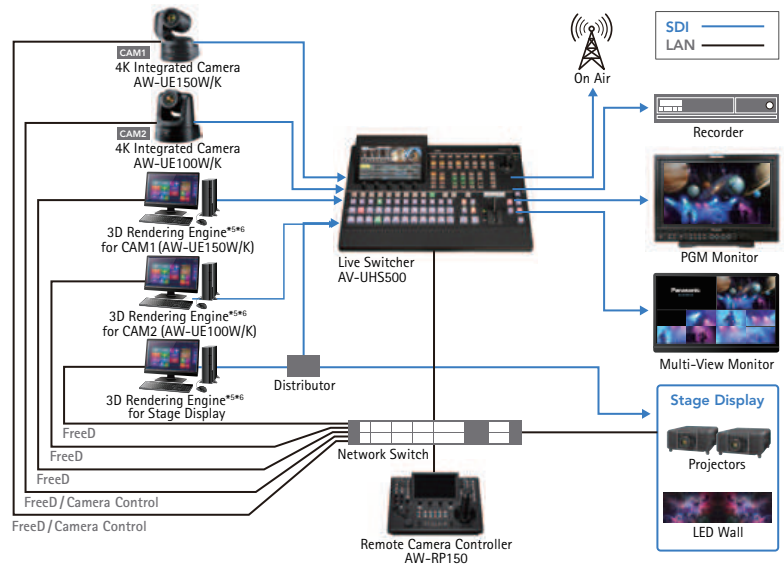 SDI
LAN
CAM1
4K Integrated Camera
AW-UE150W/K
On Air
Recorder
CAM2
4K Integrated Camera
AW-UE100W/K
3D Rendering Engine*5*6
for CAM1 (AW-UE150W/K)
Live Switcher
AV-UHS500
PGM Monitor
3D Rendering Engine*5*6
for CAM2 (AW-UE100W/K)
Panasonic
Multi-View Monitor
Distributor
3D Rendering Engine*5*6
for Stage Display
Stage Display
FreeD
Network Switch
Projectors
FreeD
FreeD
FreeD/Camera Control
FreeD/Camera Control
LED Wall
Remote Camera Controller
AW-RP150